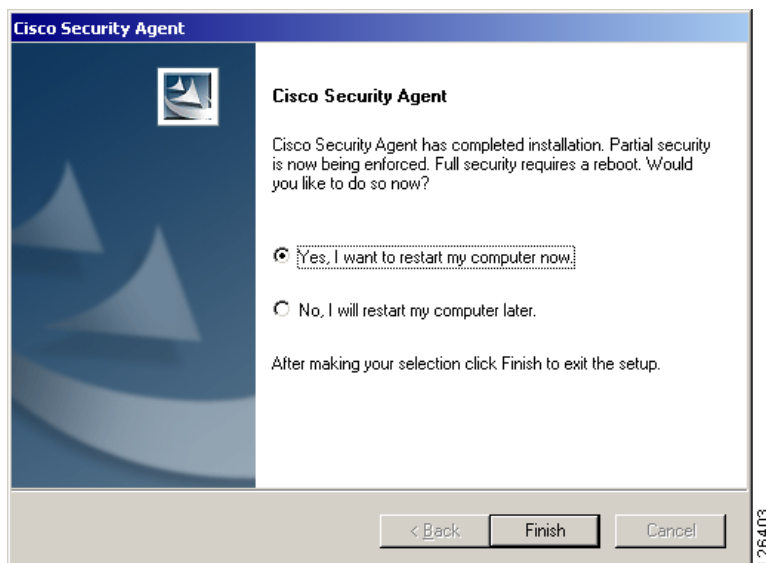 Cisco Security Agent
Cisco Security Agent
Cisco Security Agent has completed installation. Partial security
is now being enforced. Full security requires a reboot. Would
you like to do so now?
Yes, I want to restart my computer now.
No, I will restart my computer later.
After making your selection click Finish to exit the setup.
< Back
Finish
Cancel